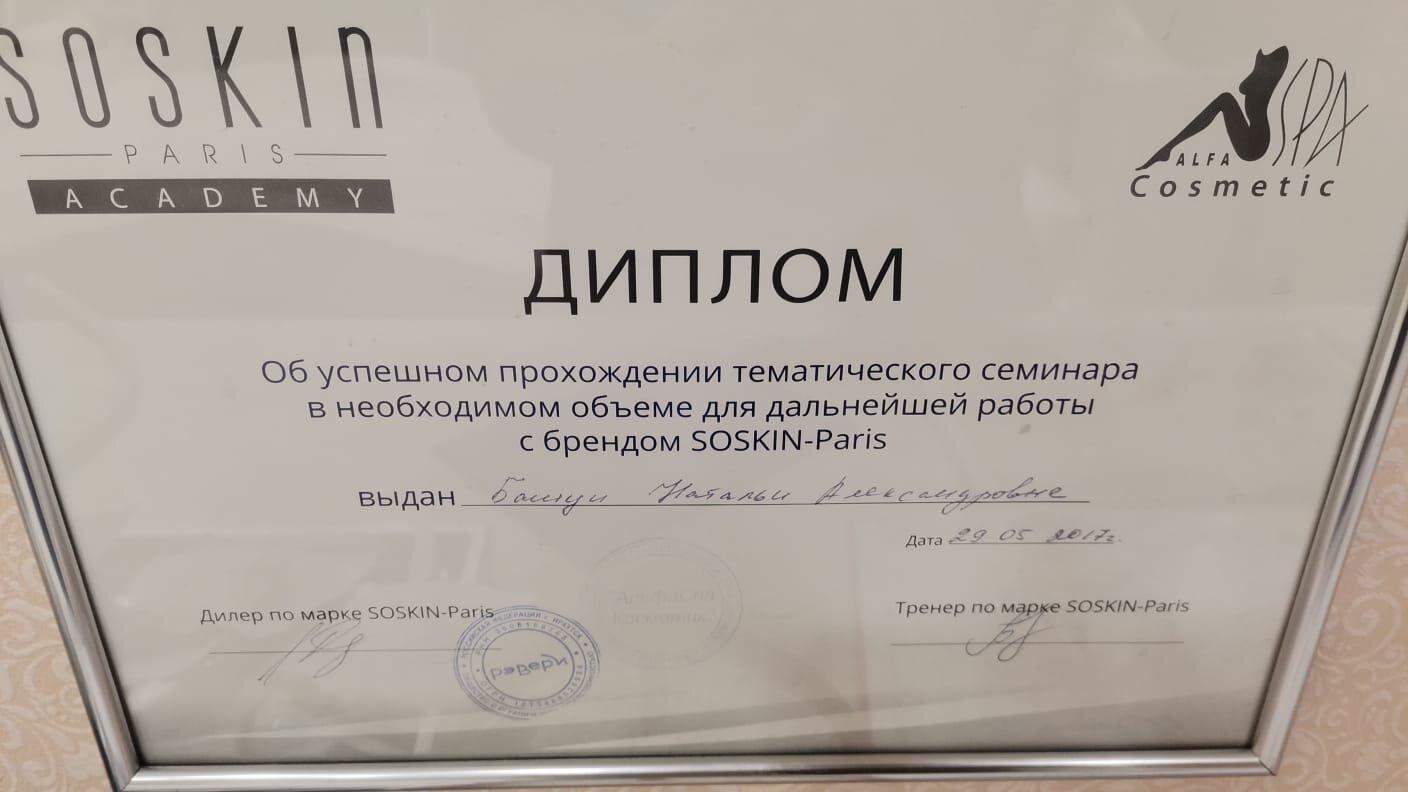 SOSKIN
PARIS
ACADEMY
ALFA SPA
Cosmetic
ДИПЛОМ
Об успешном прохождении тематического семинара
в необходимом объеме для дальнейшей работы
с брендом SOSKIN-Paris
выдан Натальи Александровне
Дата 29 05 2017г.
Дилер по марке SOSKIN-Paris
Тренер по марке SOSKIN-Paris
рэвери